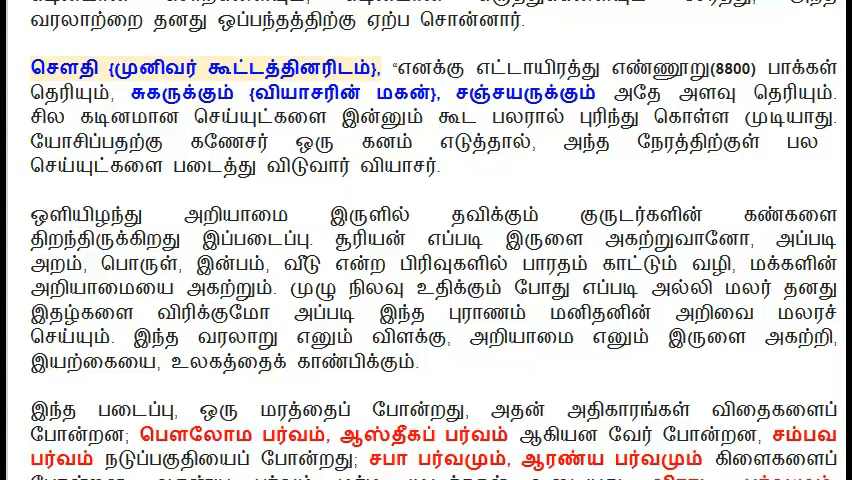 வரலாற்றை தனது ஒப்பந்தத்திற்கு ஏற்ப சொன்னார்.
சௌதி {முனிவர் கூட்டத்தினரிடம்}, "எனக்கு எட்டாயிரத்து எண்ணூறு(8800) பாக்கள்
தெரியும், சுகருக்கும் {வியாசரின் மகன்}, சஞ்சயருக்கும் அதே அளவு தெரியும்.
சில கடினமான செய்யுட்களை இன்னும் கூட பலரால் புரிந்து கொள்ள முடியாது.
யோசிப்பதற்கு கணேசர் ஒரு கனம் எடுத்தால், அந்த நேரத்திற்குள் பல
செய்யுட்களை படைத்து விடுவார் வியாசர்.
ஒளியிழந்து அறியாமை இருளில் தவிக்கும் குருடர்களின் கண்களை
திறந்திருக்கிறது இப்படைப்பு. சூரியன் எப்படி இருளை அகற்றுவானோ, அப்படி
அறம், பொருள், இன்பம், வீடு என்ற பிரிவுகளில் பாரதம் காட்டும் வழி, மக்களின்
அறியாமையை அகற்றும். முழு நிலவு உதிக்கும் போது எப்படி அல்லி மலர் தனது
இதழ்களை விரிக்குமோ அப்படி இந்த புராணம் மனிதனின் அறிவை மலரச்
செய்யும். இந்த வரலாறு எனும் விளக்கு, அறியாமை எனும் இருளை அகற்றி,
இயற்கையை, உலகத்தைக் காண்பிக்கும்.
இந்த படைப்பு, ஒரு மரத்தைப் போன்றது, அதன் அதிகாரங்கள் விதைகளைப்
போன்றன; பௌலோம பர்வம், ஆஸ்தீகப் பர்வம் ஆகியன வேர் போன்றன, சம்பவ
பர்வம் நடுப்பகுதியைப் போன்றது; சபா பர்வமும், ஆரண்ய பர்வமும் கிளைகளைப்